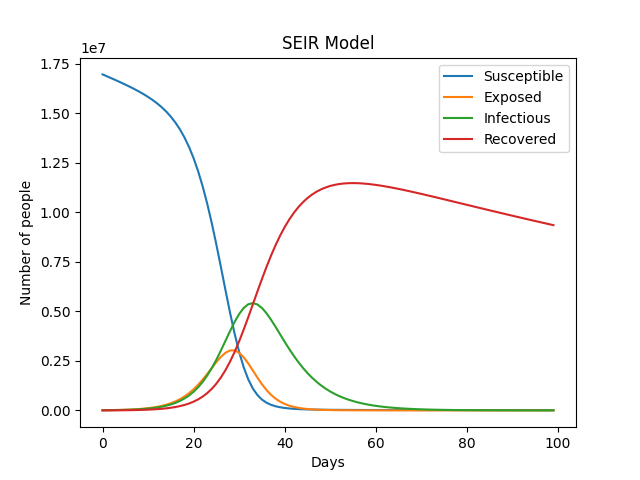 SEIR Model
1e7
1.75
1.50
1.25
1.00
0.75
0.50
0.25
0.00
Number of people
Susceptible
Exposed
Infectious
Recovered
0 20 40 60 80 100
Days